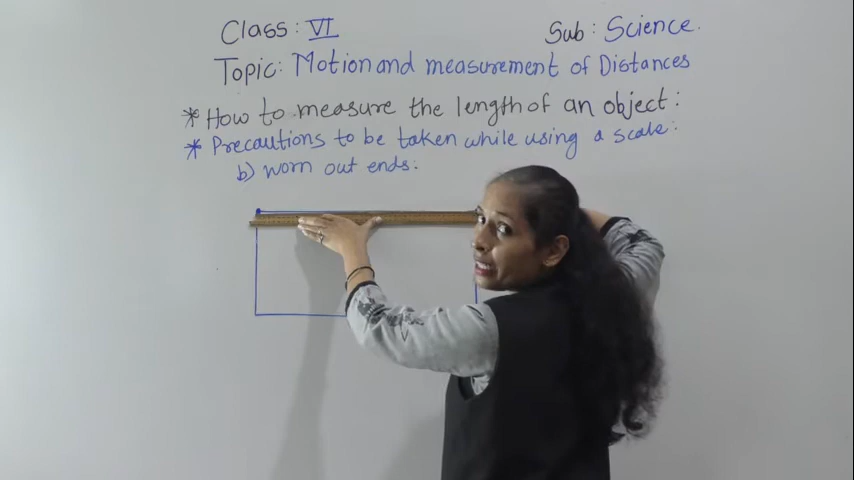 Class: VI Sub: Science.
Topic: Motion and measurement of Distances
* How to measure the length of an object:
* Precautions to be taken while using a scale:
b) worn out ends: